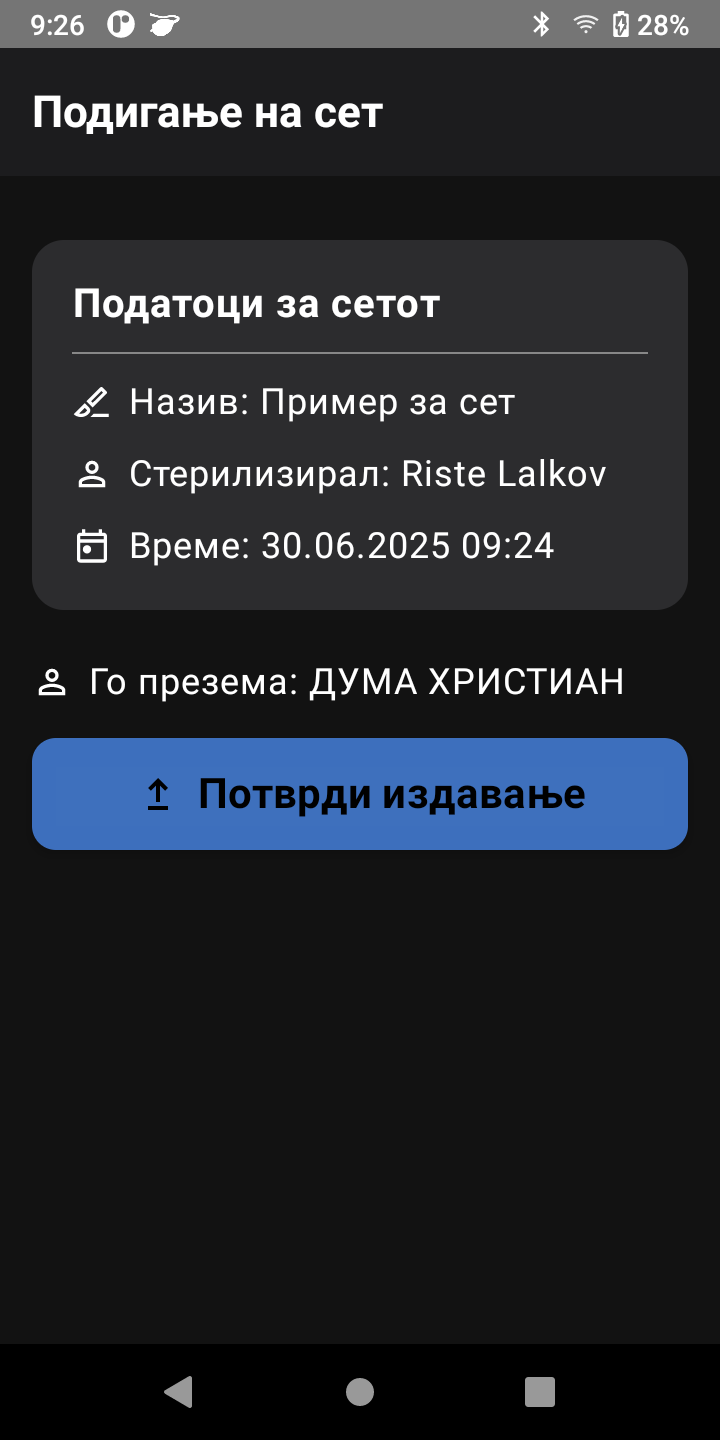 9:26 28%
Подигање на сет
Податоци за сетот
Назив: Пример за сет
Стерилизирал: Riste Lalkov
Време: 30.06.2025 09:24
Го презема: ДУМА ХРИСТИАН
Потврди издавање